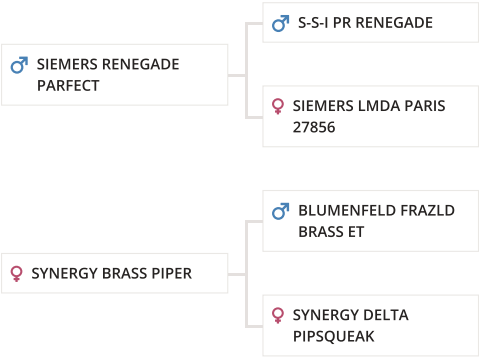 S-S-I PR RENEGADE
SIEMERS RENEGADE
PARFECT
SIEMERS LMDA PARIS
27856
BLUMENFELD FRAZLD
BRASS ET
SYNERGY BRASS PIPER
SYNERGY DELTA
PIPSQUEAK